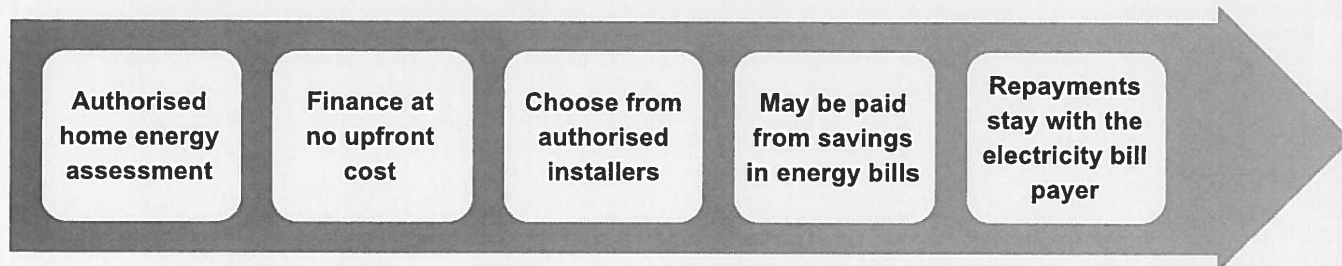 Authorised
home energy
assessment
Finance at
no upfront
cost
Choose from
authorised
installers
May be paid
from savings
in energy bills
Repayments
stay with the
electricity bill
payer